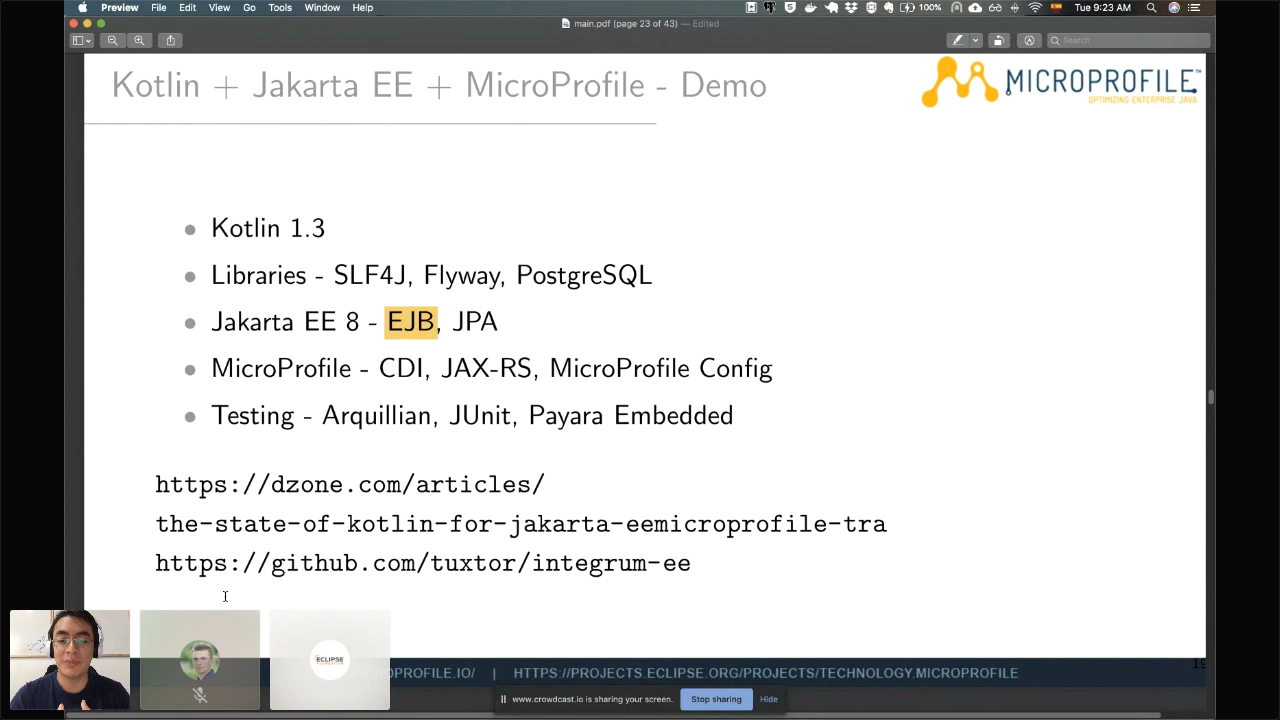 Preview File Edit View Go Tools Window Help 100% Tue 9:23 AM
main.pdf (page 23 of 43) — Edited
Search
Kotlin + Jakarta EE + MicroProfile - Demo
MICROPROFILE™
OPTIMIZING ENTERPRISE JAVA
• Kotlin 1.3
• Libraries - SLF4J, Flyway, PostgreSQL
• Jakarta EE 8 - EJB, JPA
• MicroProfile - CDI, JAX-RS, MicroProfile Config
• Testing - Arquillian, JUnit, Payara Embedded
https://dzone.com/articles/
the-state-of-kotlin-for-jakarta-eemicroprofile-tra
https://github.com/tuxtor/integrum-ee
ECLIPSE
FOUNDATION
OPROFILE.IO/ | HTTPS://PROJECTS.ECLIPSE.ORG/PROJECTS/TECHNOLOGY.MICROPROFILE
www.crowdcast.io is sharing your screen. Stop sharing Hide